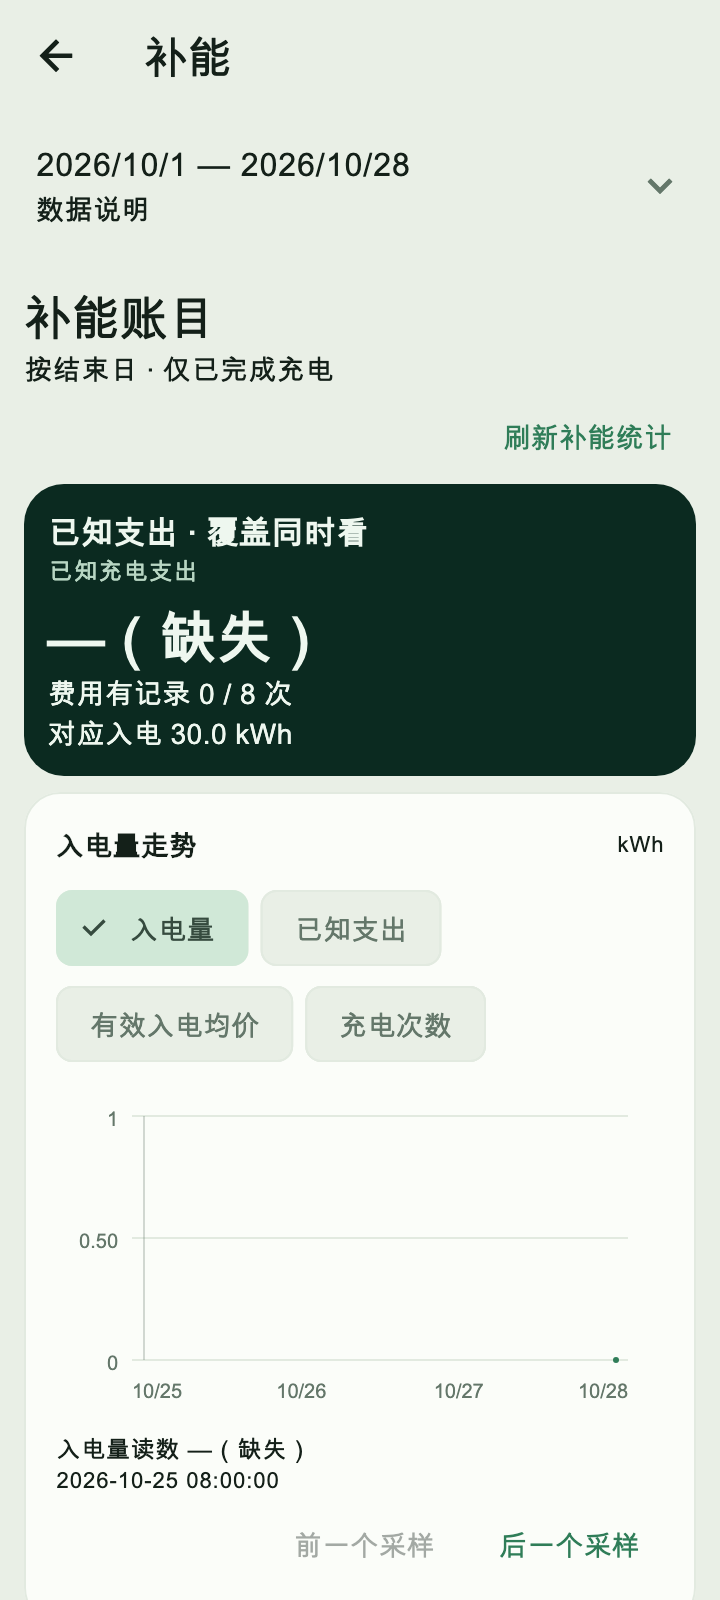 补能
2026/10/1 — 2026/10/28
数据说明
补能账目
按结束日 · 仅已完成充电
刷新补能统计
已知支出 · 覆盖同时看
已知充电支出
—（缺失）
费用有记录 0 / 8 次
对应入电 30.0 kWh
入电量走势
kWh
入电量
已知支出
有效入电均价
充电次数
1
0.50
0
10/25
10/26
10/27
10/28
入电量读数 —（缺失）
2026-10-25 08:00:00
前一个采样
后一个采样